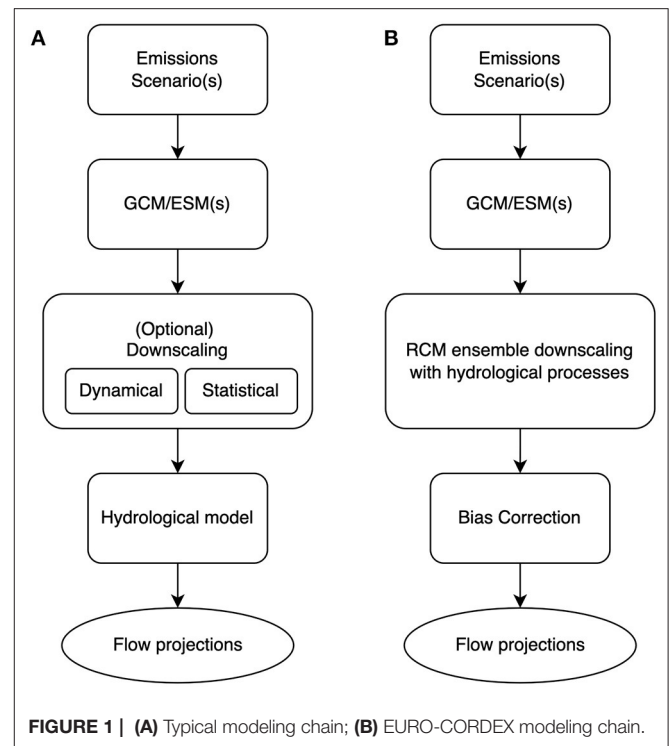 A
Emissions
Scenario(s)
GCM/ESM(s)
(Optional)
Downscaling
Dynamical
Statistical
Hydrological model
Flow projections
B
Emissions
Scenario(s)
GCM/ESM(s)
RCM ensemble downscaling
with hydrological processes
Bias Correction
Flow projections
FIGURE 1 | (A) Typical modeling chain; (B) EURO-CORDEX modeling chain.